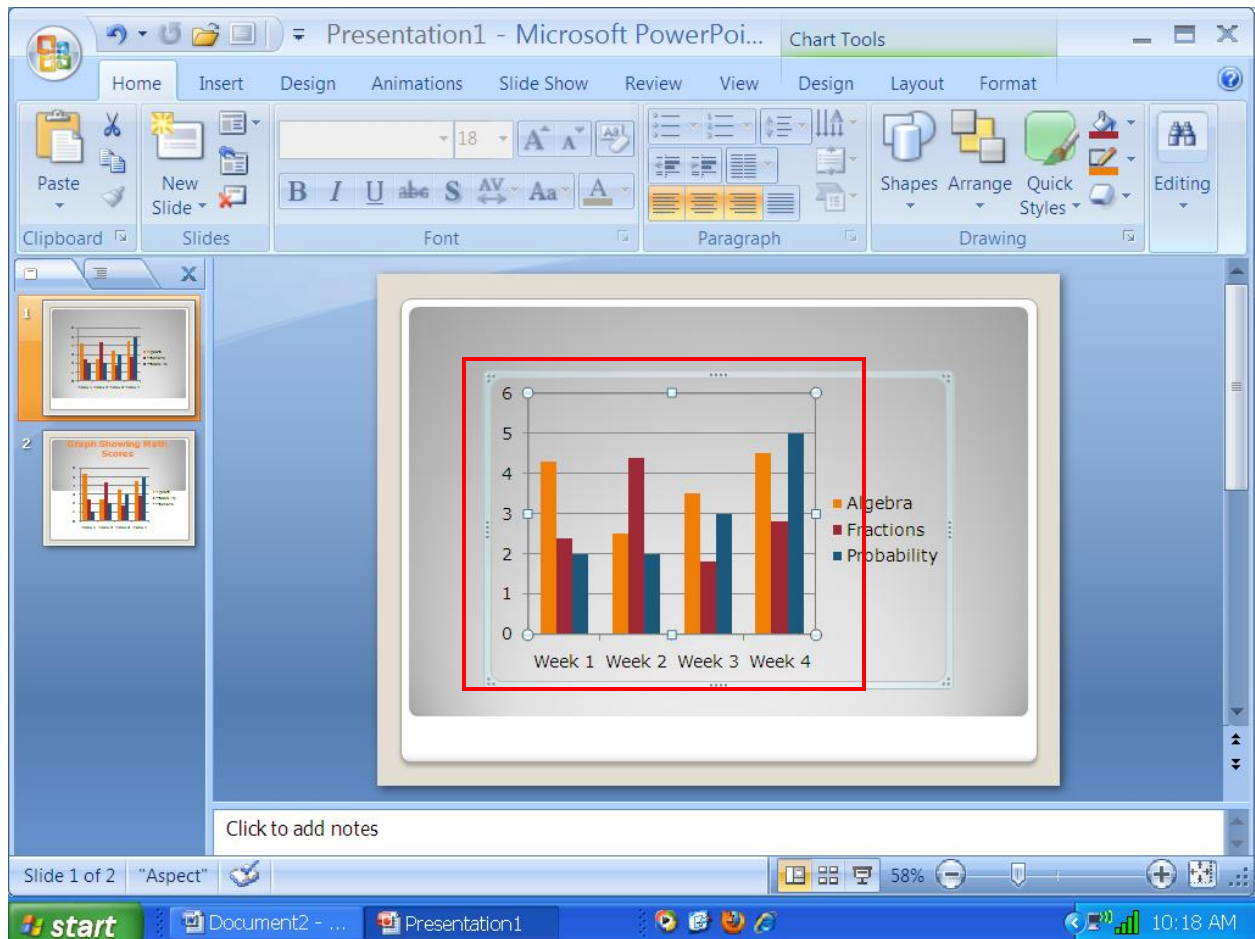 Presentation1 - Microsoft PowerPoi... Chart Tools
Home Insert Design Animations Slide Show Review View Design Layout Format
18
Paste
New Slide
B I U abe S AV Aa A
Shapes Arrange Quick Styles
Editing
Clipboard Slides Font Paragraph Drawing
1
2
Graph Showing Math
Scores
6
5
4
3
2
1
0
Week 1 Week 2 Week 3 Week 4
Algebra
Fractions
Probability
Click to add notes
Slide 1 of 2 "Aspect" 58%
start Document2 - ... Presentation1 10:18 AM